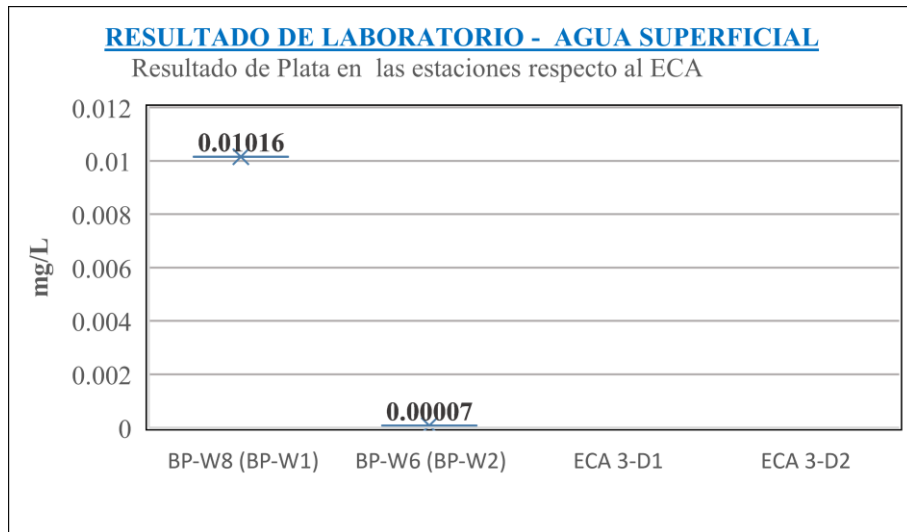 RESULTADO DE LABORATORIO - AGUA SUPERFICIAL
Resultado de Plata en las estaciones respecto al ECA
0.012
0.01
0.008
0.006
0.004
0.002
0
mg/L
0.01016
0.00007
BP-W8 (BP-W1)
BP-W6 (BP-W2)
ECA 3-D1
ECA 3-D2